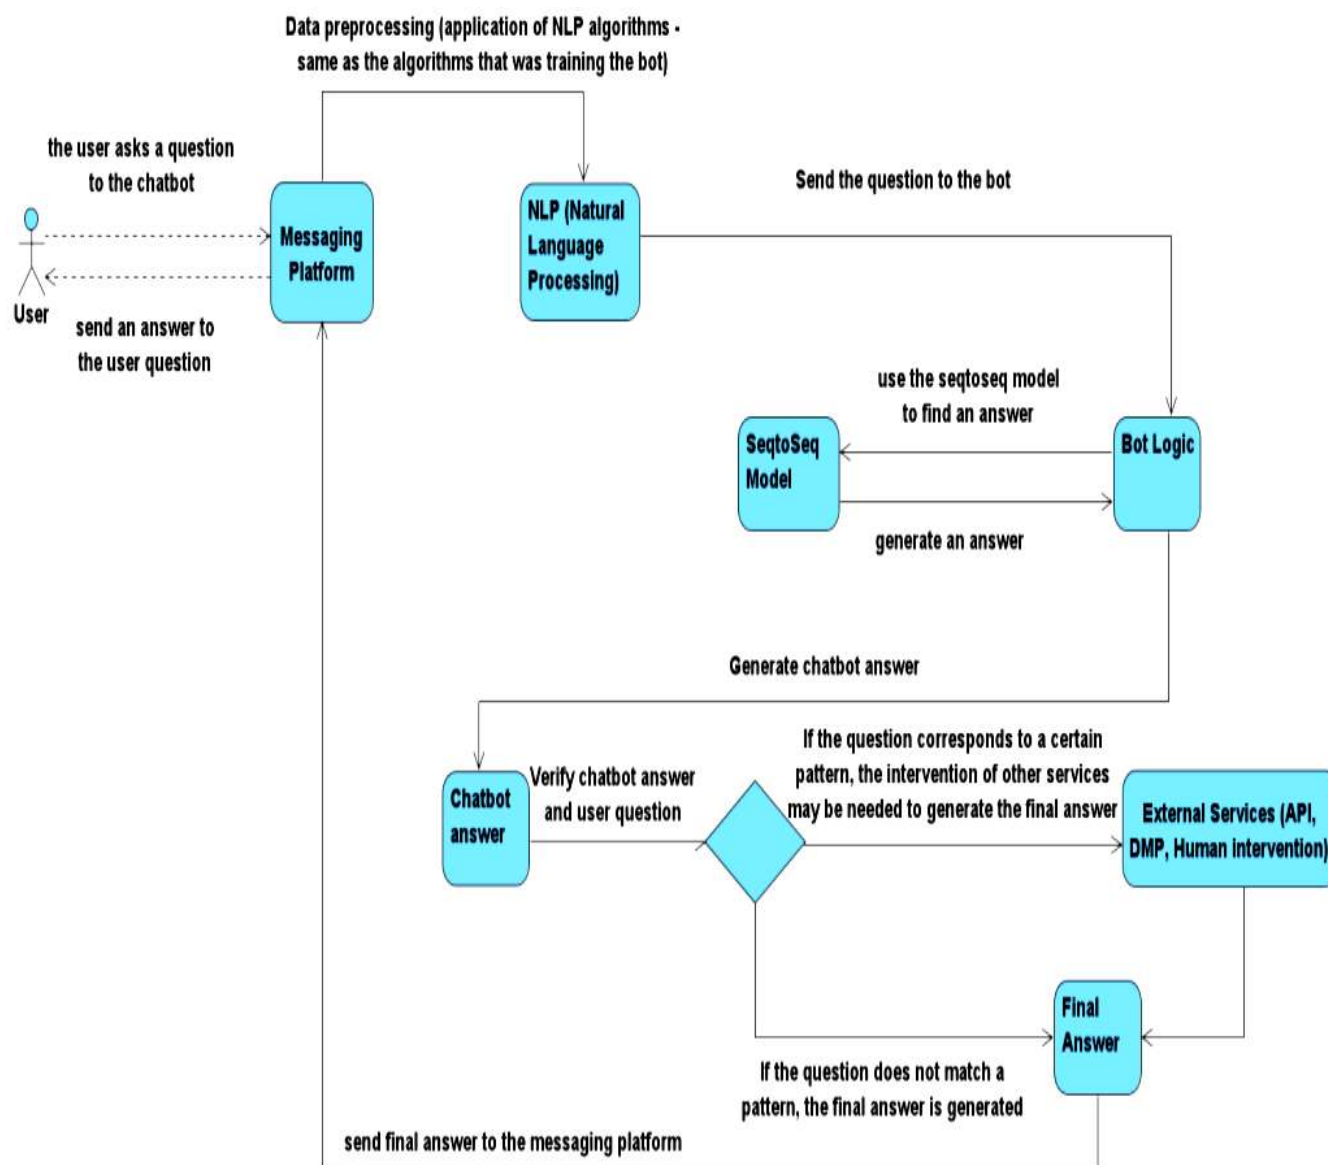 Data preprocessing (application of NLP algorithms -
same as the algorithms that was training the bot)
the user asks a question
to the chatbot
Messaging
Platform
NLP (Natural
Language
Processing)
Send the question to the bot
User
send an answer to
the user question
use the seqtoseq model
to find an answer
SeqtoSeq
Model
Bot Logic
generate an answer
Generate chatbot answer
Chatbot
answer
Verify chatbot answer
and user question
If the question corresponds to a certain
pattern, the intervention of other services
may be needed to generate the final answer
External Services (API,
DMP, Human intervention)
Final
Answer
If the question does not match a
pattern, the final answer is generated
send final answer to the messaging platform